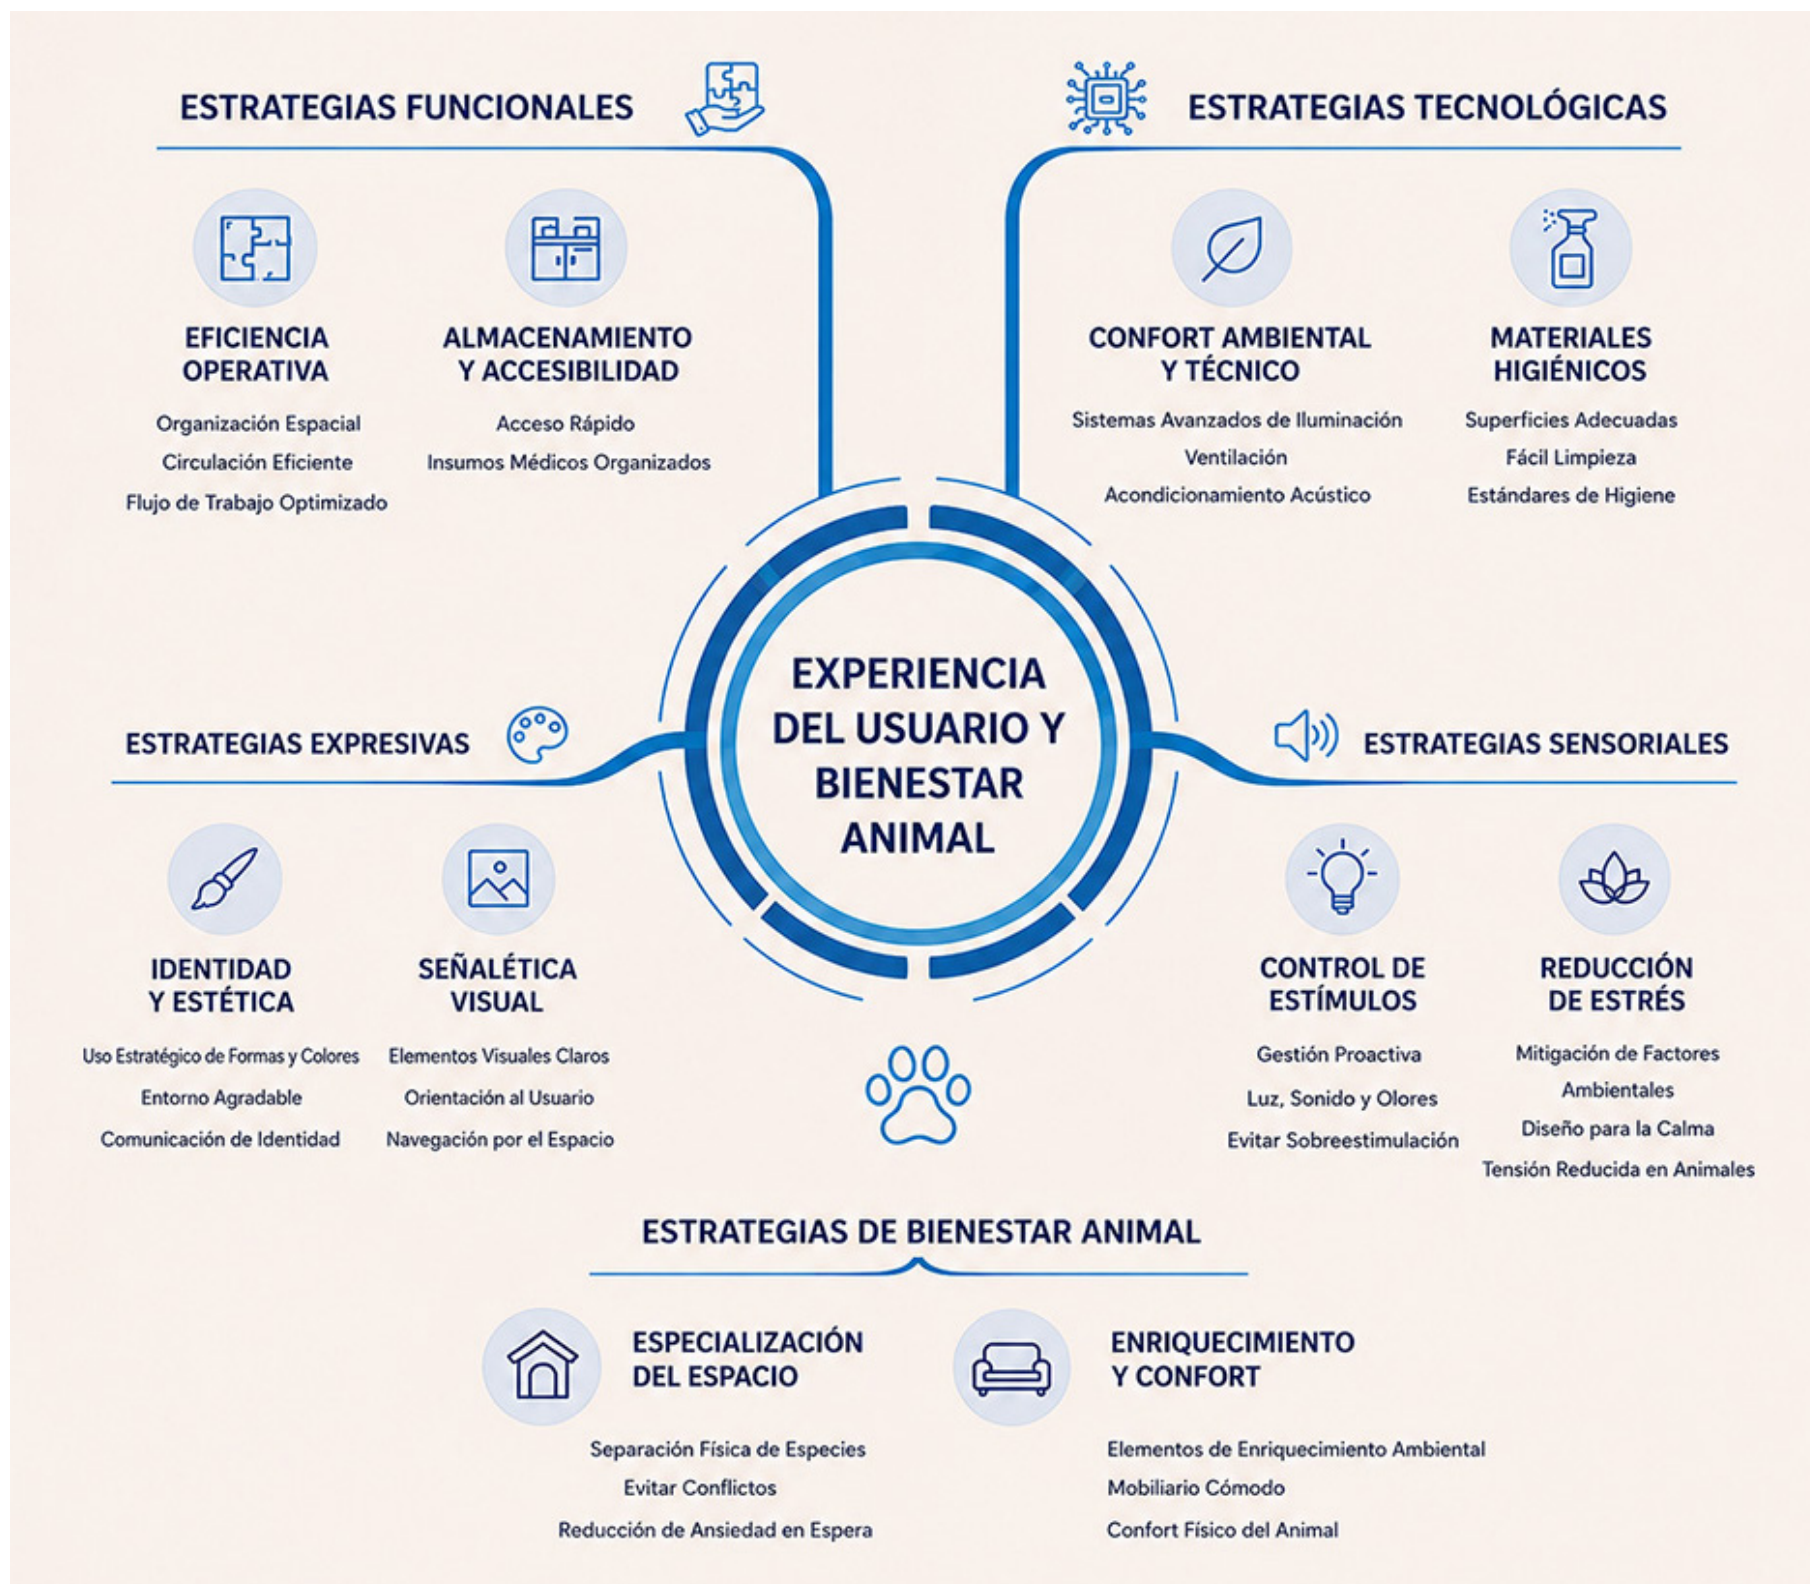 ESTRATEGIAS FUNCIONALES
EFICIENCIA
OPERATIVA
Organización Espacial
Circulación Eficiente
Flujo de Trabajo Optimizado
ALMACENAMIENTO
Y ACCESIBILIDAD
Acceso Rápido
Insumos Médicos Organizados
ESTRATEGIAS TECNOLÓGICAS
CONFORT AMBIENTAL
Y TÉCNICO
Sistemas Avanzados de Iluminación
Ventilación
Acondicionamiento Acústico
MATERIALES
HIGIÉNICOS
Superficies Adecuadas
Fácil Limpieza
Estándares de Higiene
EXPERIENCIA
DEL USUARIO Y
BIENESTAR
ANIMAL
ESTRATEGIAS EXPRESIVAS
IDENTIDAD
Y ESTÉTICA
Uso Estratégico de Formas y Colores
Entorno Agradable
Comunicación de Identidad
SEÑALÉTICA
VISUAL
Elementos Visuales Claros
Orientación al Usuario
Navegación por el Espacio
ESTRATEGIAS SENSORIALES
CONTROL DE
ESTÍMULOS
Gestión Proactiva
Luz, Sonido y Olores
Evitar Sobreestimulación
REDUCCIÓN
DE ESTRÉS
Mitigación de Factores
Ambientales
Diseño para la Calma
Tensión Reducida en Animales
ESTRATEGIAS DE BIENESTAR ANIMAL
ESPECIALIZACIÓN
DEL ESPACIO
Separación Física de Especies
Evitar Conflictos
Reducción de Ansiedad en Espera
ENRIQUECIMIENTO
Y CONFORT
Elementos de Enriquecimiento Ambiental
Mobiliario Cómodo
Confort Físico del Animal